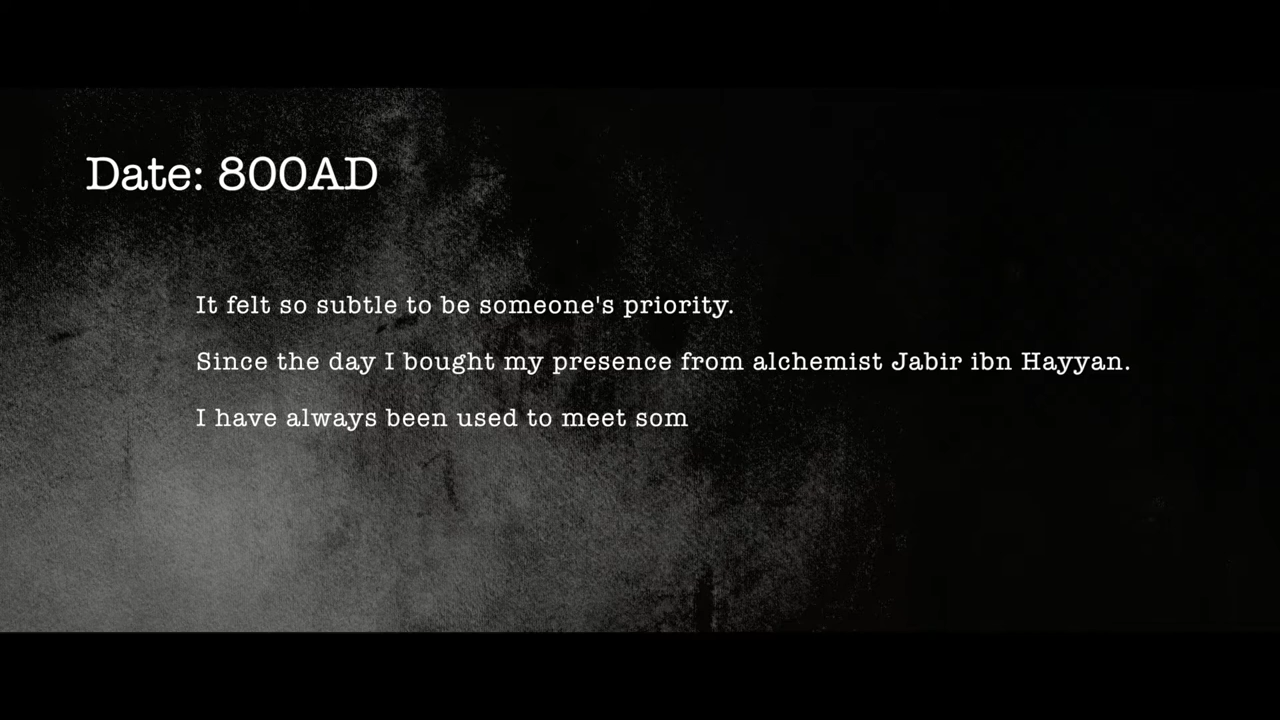 Date: 800AD
It felt so subtle to be someone's priority.
Since the day I bought my presence from alchemist Jabir ibn Hayyan.
I have always been used to meet som